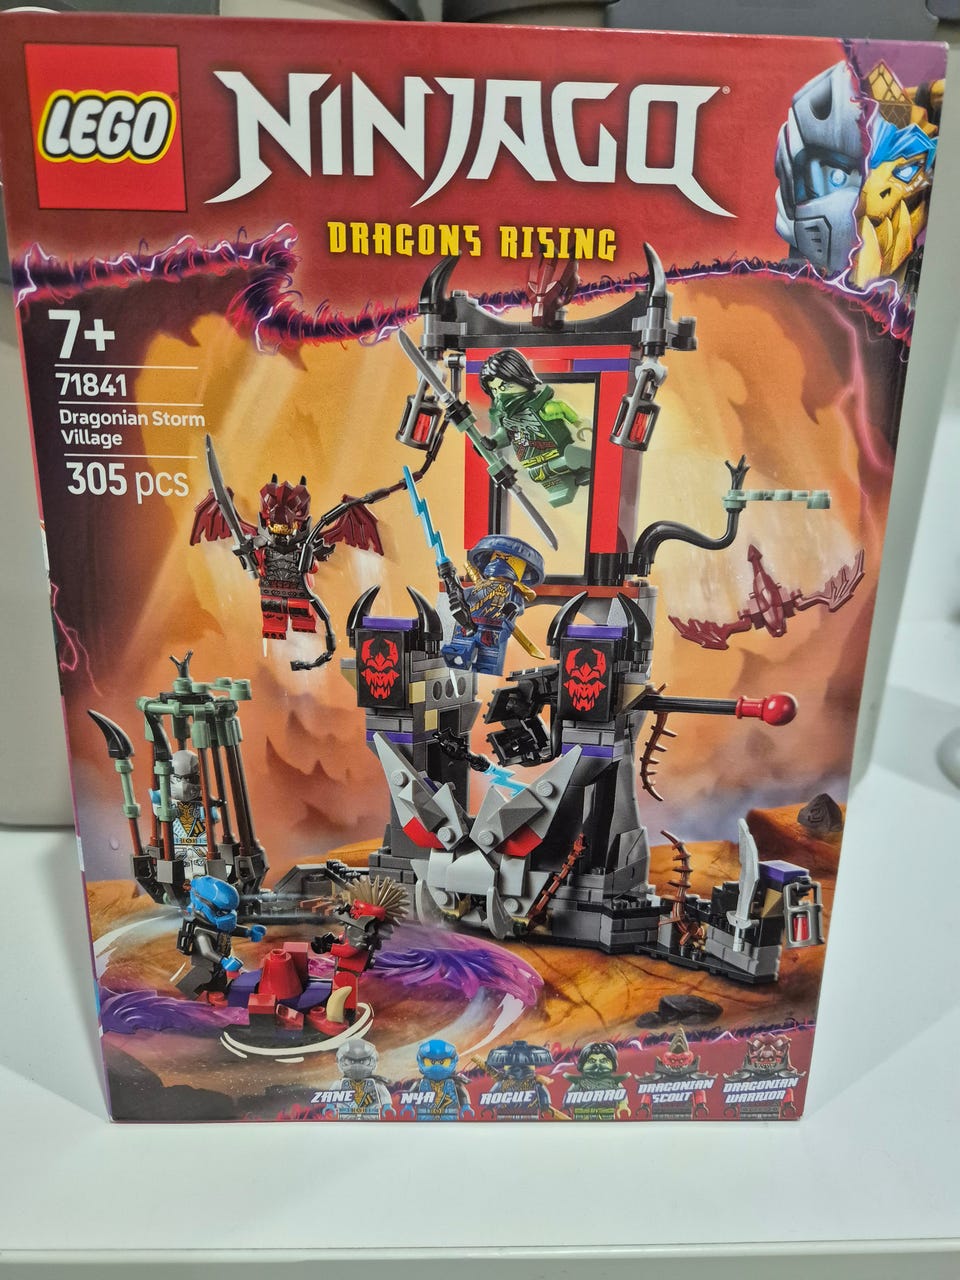 LEGO
NINJAGO®
DRAGONS RISING
7+
71841
Dragonian Storm
Village
305 pcs
ZANE
NYA
ROGUE
MORRO
DRAGONIAN
SCOUT
DRAGONIAN
WARRIOR